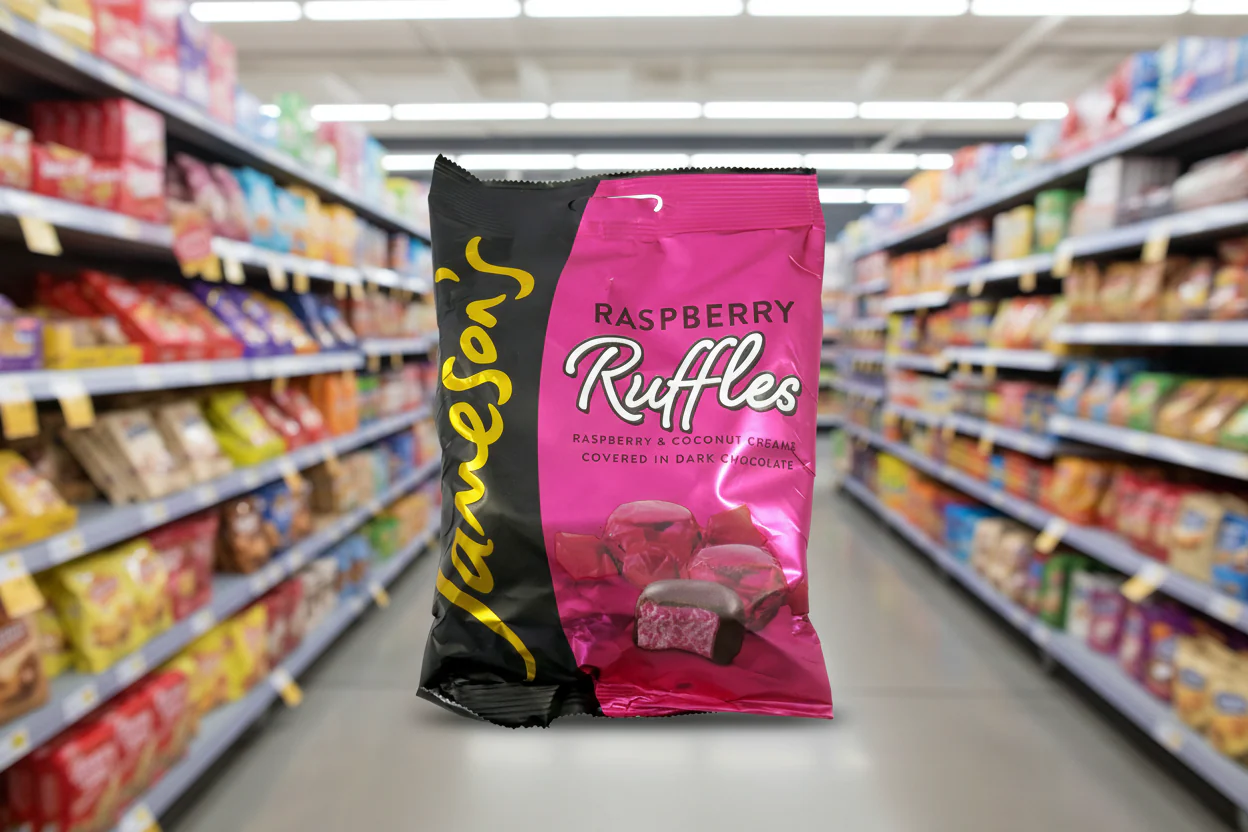 Jameson's
RASPBERRY
Ruffles
RASPBERRY & COCONUT CREAME
COVERED IN DARK CHOCOLATE